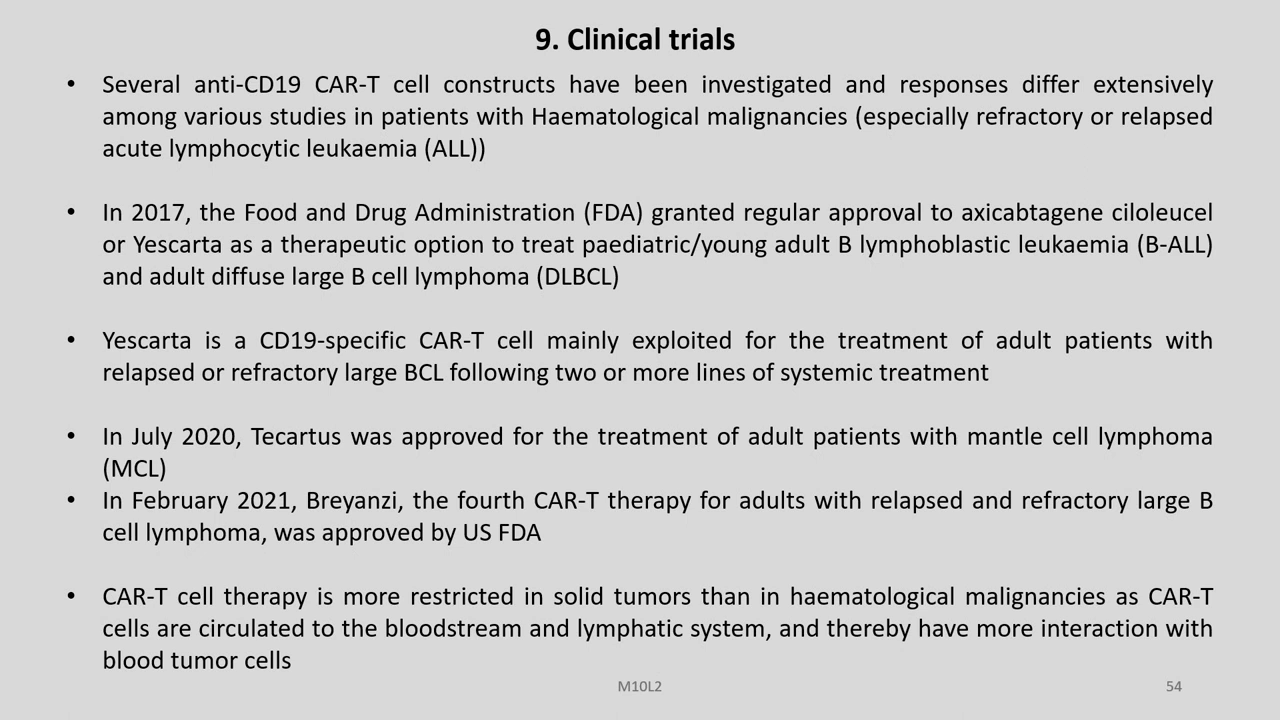 9. Clinical trials
• Several anti-CD19 CAR-T cell constructs have been investigated and responses differ extensively
among various studies in patients with Haematological malignancies (especially refractory or relapsed
acute lymphocytic leukaemia (ALL))
• In 2017, the Food and Drug Administration (FDA) granted regular approval to axicabtagene ciloleucel
or Yescarta as a therapeutic option to treat paediatric/young adult B lymphoblastic leukaemia (B-ALL)
and adult diffuse large B cell lymphoma (DLBCL)
• Yescarta is a CD19-specific CAR-T cell mainly exploited for the treatment of adult patients with
relapsed or refractory large BCL following two or more lines of systemic treatment
• In July 2020, Tecartus was approved for the treatment of adult patients with mantle cell lymphoma
(MCL)
• In February 2021, Breyanzi, the fourth CAR-T therapy for adults with relapsed and refractory large B
cell lymphoma, was approved by US FDA
• CAR-T cell therapy is more restricted in solid tumors than in haematological malignancies as CAR-T
cells are circulated to the bloodstream and lymphatic system, and thereby have more interaction with
blood tumor cells
M10L2
54